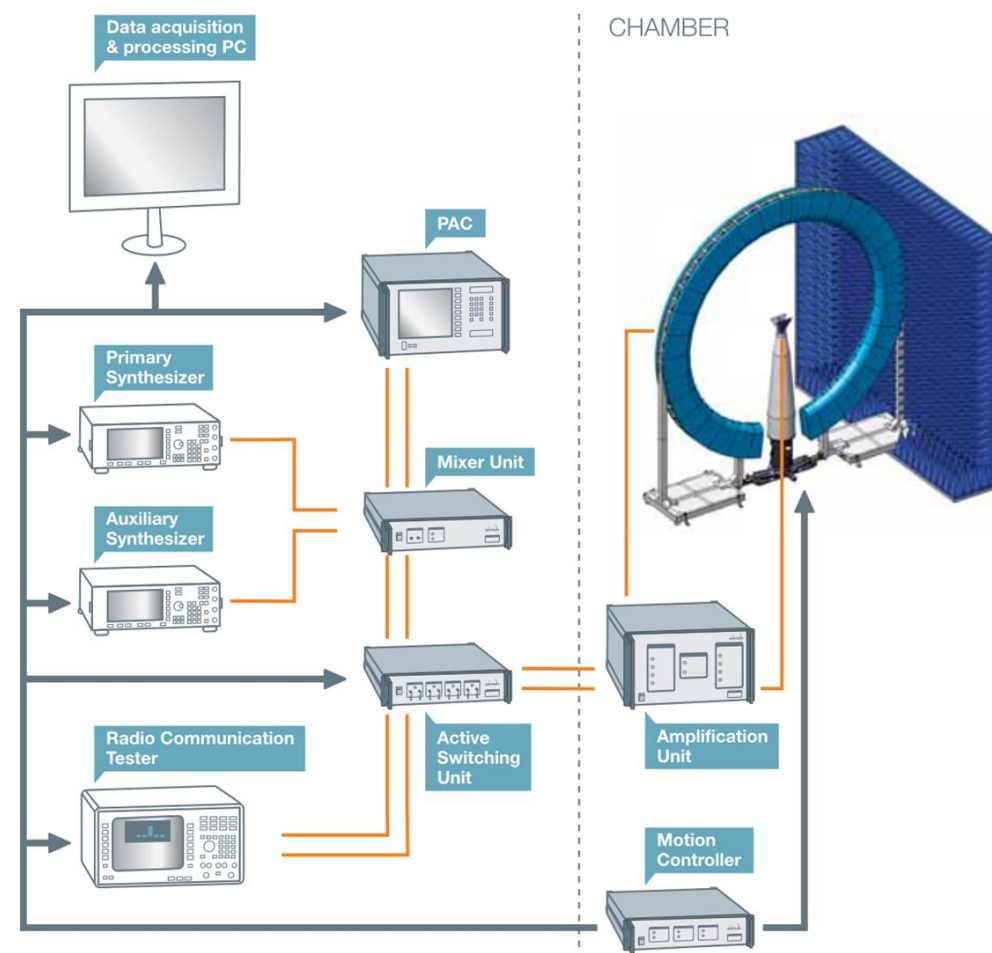 Data acquisition
& processing PC
CHAMBER
PAC
Primary
Synthesizer
Mixer Unit
Auxiliary
Synthesizer
Radio Communication
Tester
Active
Switching
Unit
Amplification
Unit
Motion
Controller